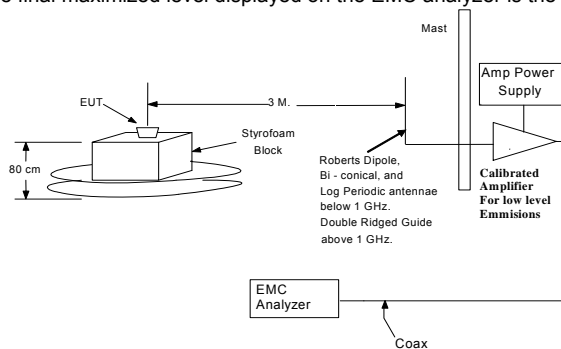 e final maximized level displayed on the EMC analyzer is the
Mast
Amp Power
Supply
EUT
3 M.
Styrofoam
Block
80 cm
Roberts Dipole,
Bi - conical, and
Log Periodic antennae
below 1 GHz.
Double Ridged Guide
above 1 GHz.
Calibrated
Amplifier
For low level
Emmisions
EMC
Analyzer
Coax